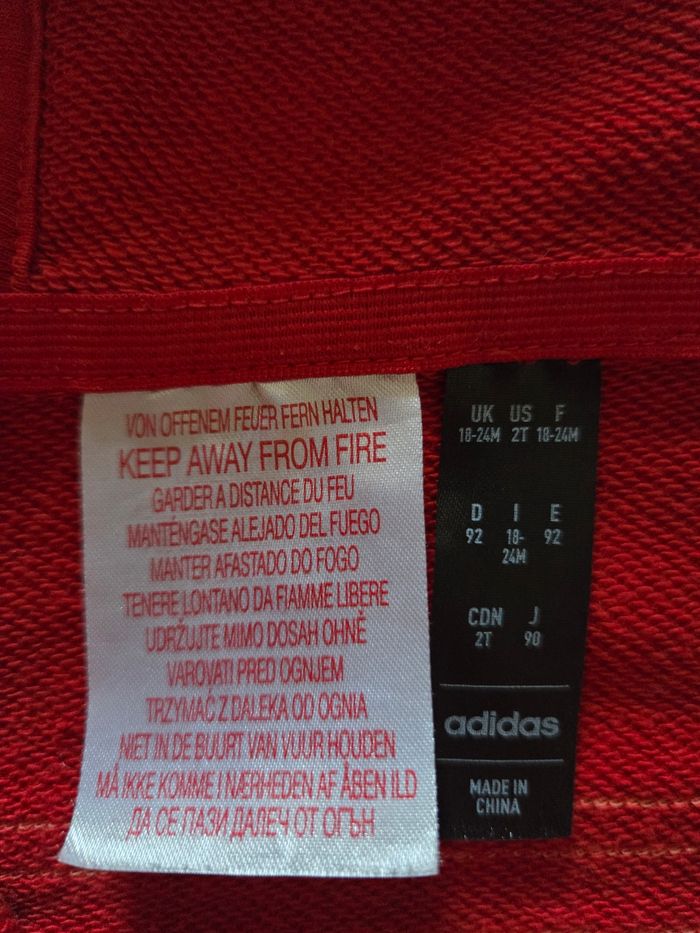 VON OFFENEM FEUER FERN HALTEN
KEEP AWAY FROM FIRE
GARDER A DISTANCE DU FEU
MANTÉNGASE ALEJADO DEL FUEGO
MANTER AFASTADO DO FOGO
TENERE LONTANO DA FIAMME LIBERE
UDRŽUJTE MIMO DOSAH OHNĚ
VAROVATI PRED OGNJEM
TRZYMAĆ Z DALEKA OD OGNIA
NIET IN DE BUURT VAN VUUR HOUDEN
MÅ IKKE KOMME I NÆRHEDEN AF ÅBEN ILD
ДА СЕ ПАЗИ ДАЛЕЧ ОТ ОГЪН
UK US F
18-24M 2T 18-24M
D I E
92 18- 92
24M
CDN J
2T 90
adidas
MADE IN
CHINA